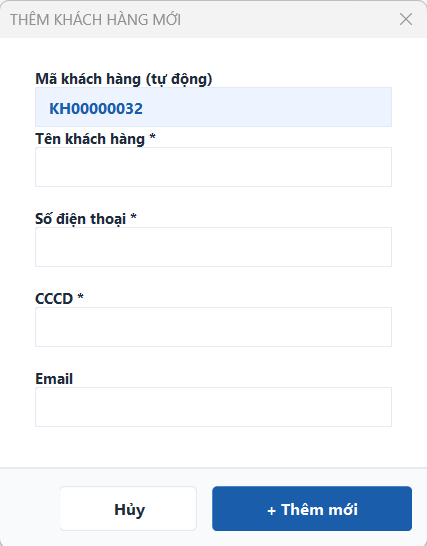 THÊM KHÁCH HÀNG MỚI
Mã khách hàng (tự động)
KH00000032
Tên khách hàng *
Số điện thoại *
CCCD *
Email
Hủy
+ Thêm mới